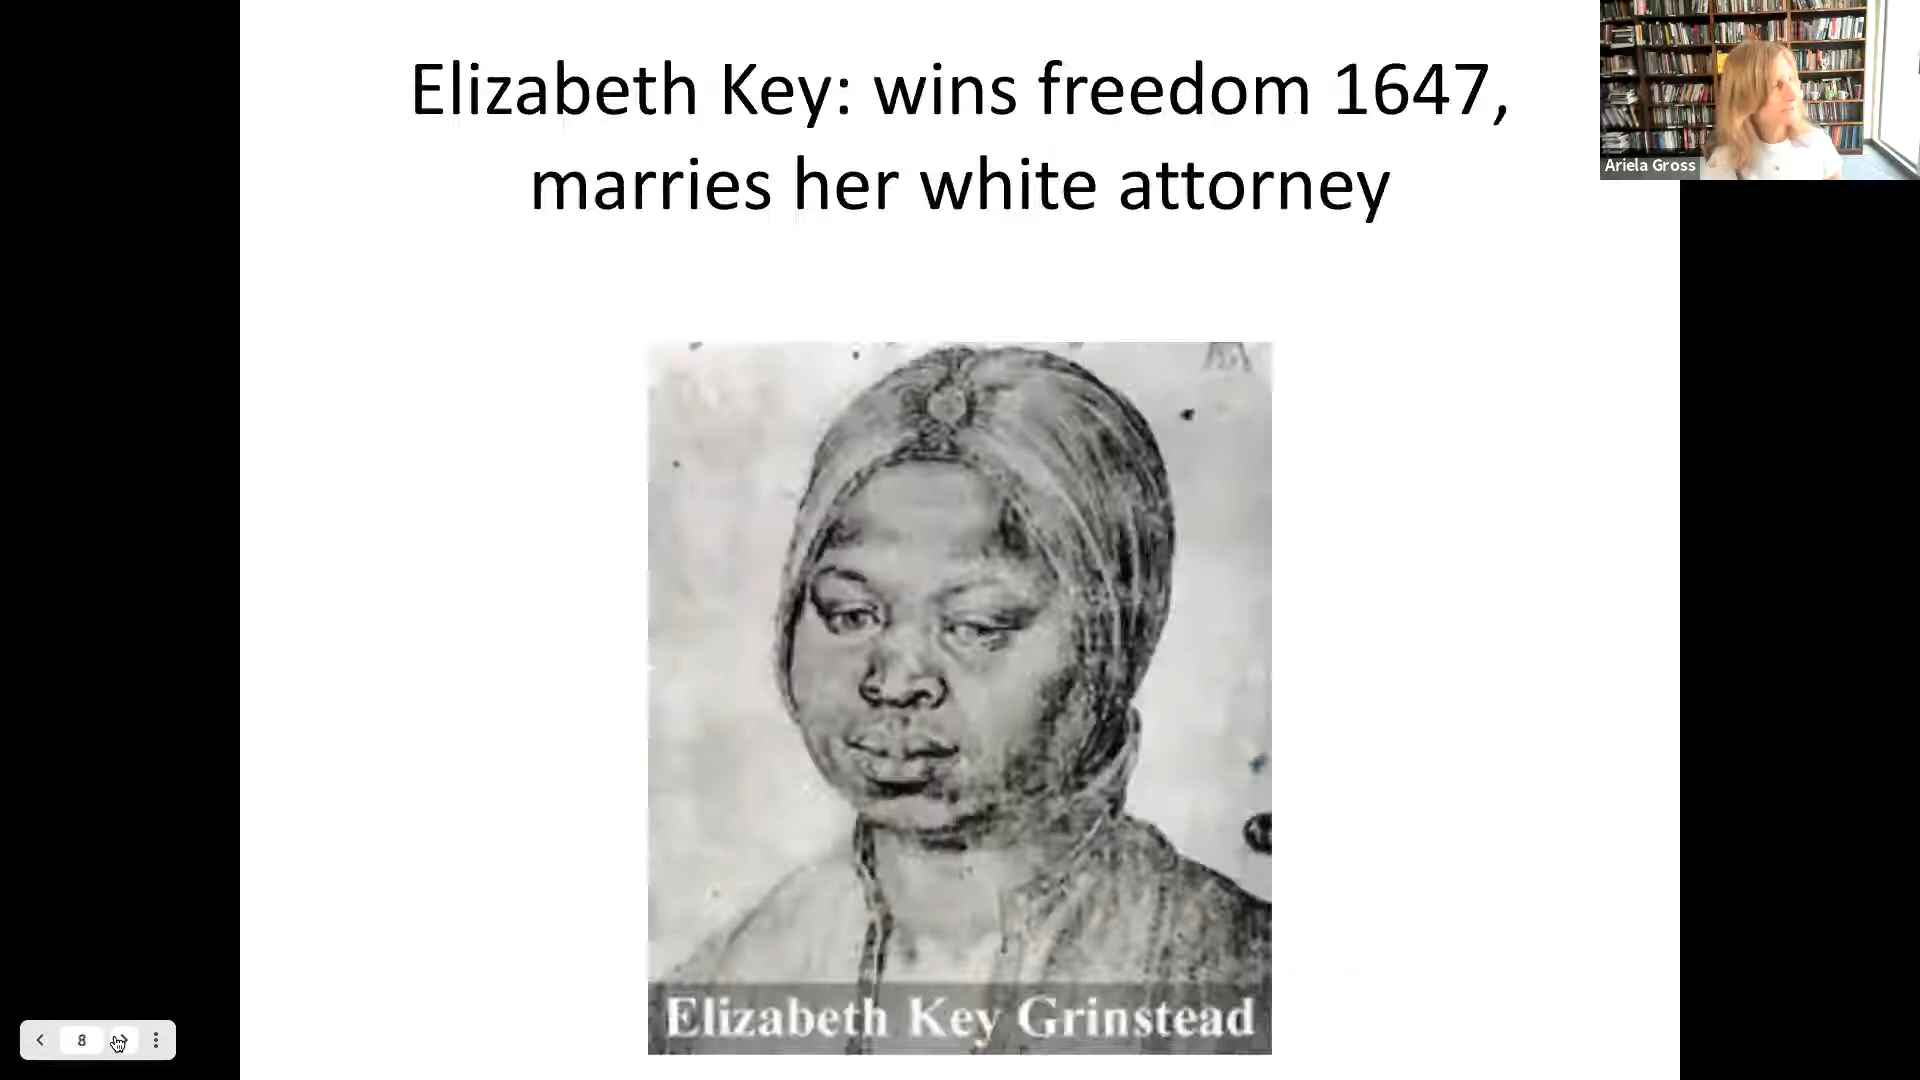 Elizabeth Key: wins freedom 1647,
marries her white attorney
Ariela Gross
Elizabeth Key Grinstead
8